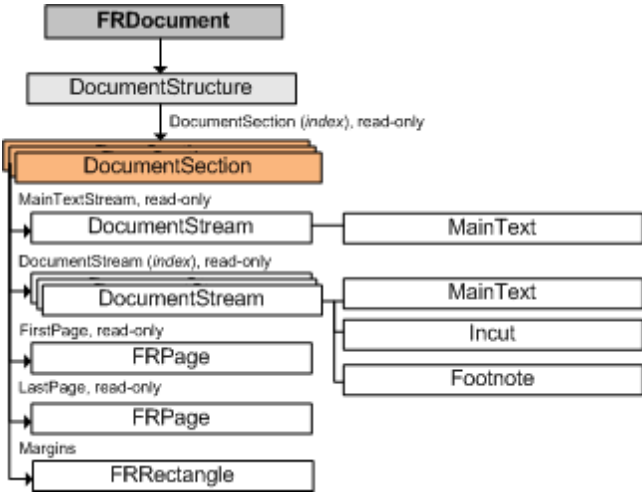 FRDocument
DocumentStructure
DocumentSection (index), read-only
DocumentSection
MainTextStream, read-only
DocumentStream
MainText
DocumentStream (index), read-only
DocumentStream
MainText
Incut
Footnote
FirstPage, read-only
FRPage
LastPage, read-only
FRPage
Margins
FRRectangle